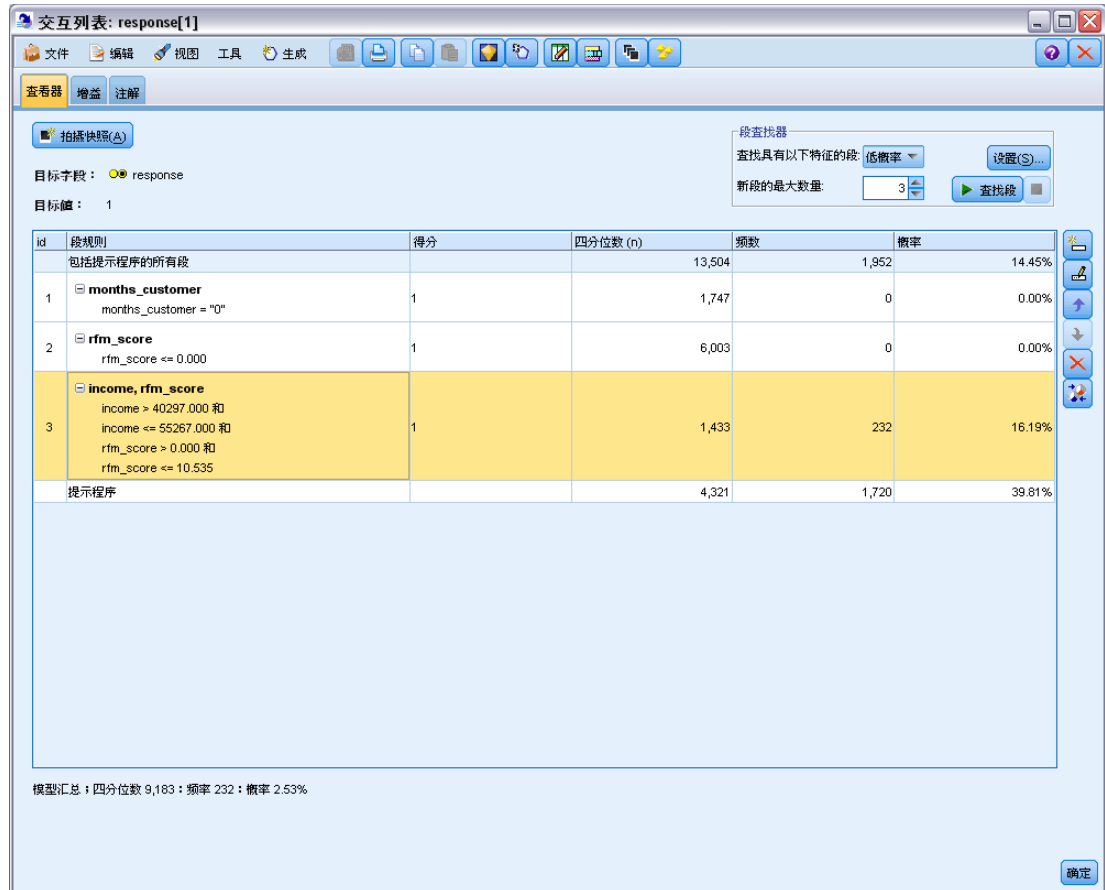 交互列表: response[1]
文件 编辑 视图 工具 生成
查看器 增益 注解
拍摄快照(A)
目标字段： response
目标值： 1
段查找器
查找具有以下特征的段: 低概率 设置(S)...
新段的最大数量: 3 查找段
id 段规则 得分 四分位数 (n) 频数 概率
包括提示程序的所有段 13,504 1,952 14.45%
1 months_customer 1 1,747 0 0.00%
months_customer = "0"
2 rfm_score 1 6,003 0 0.00%
rfm_score <= 0.000
income, rfm_score
income > 40297.000 和
3 income <= 55267.000 和 1 1,433 232 16.19%
rfm_score > 0.000 和
rfm_score <= 10.535
提示程序 4,321 1,720 39.81%
模型汇总；四分位数 9,183：频率 232：概率 2.53%
确定